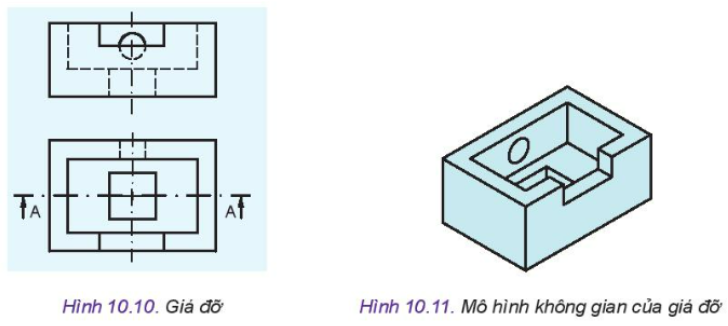 A A
Hình 10.10. Giá đỡ
Hình 10.11. Mô hình không gian của giá đỡ